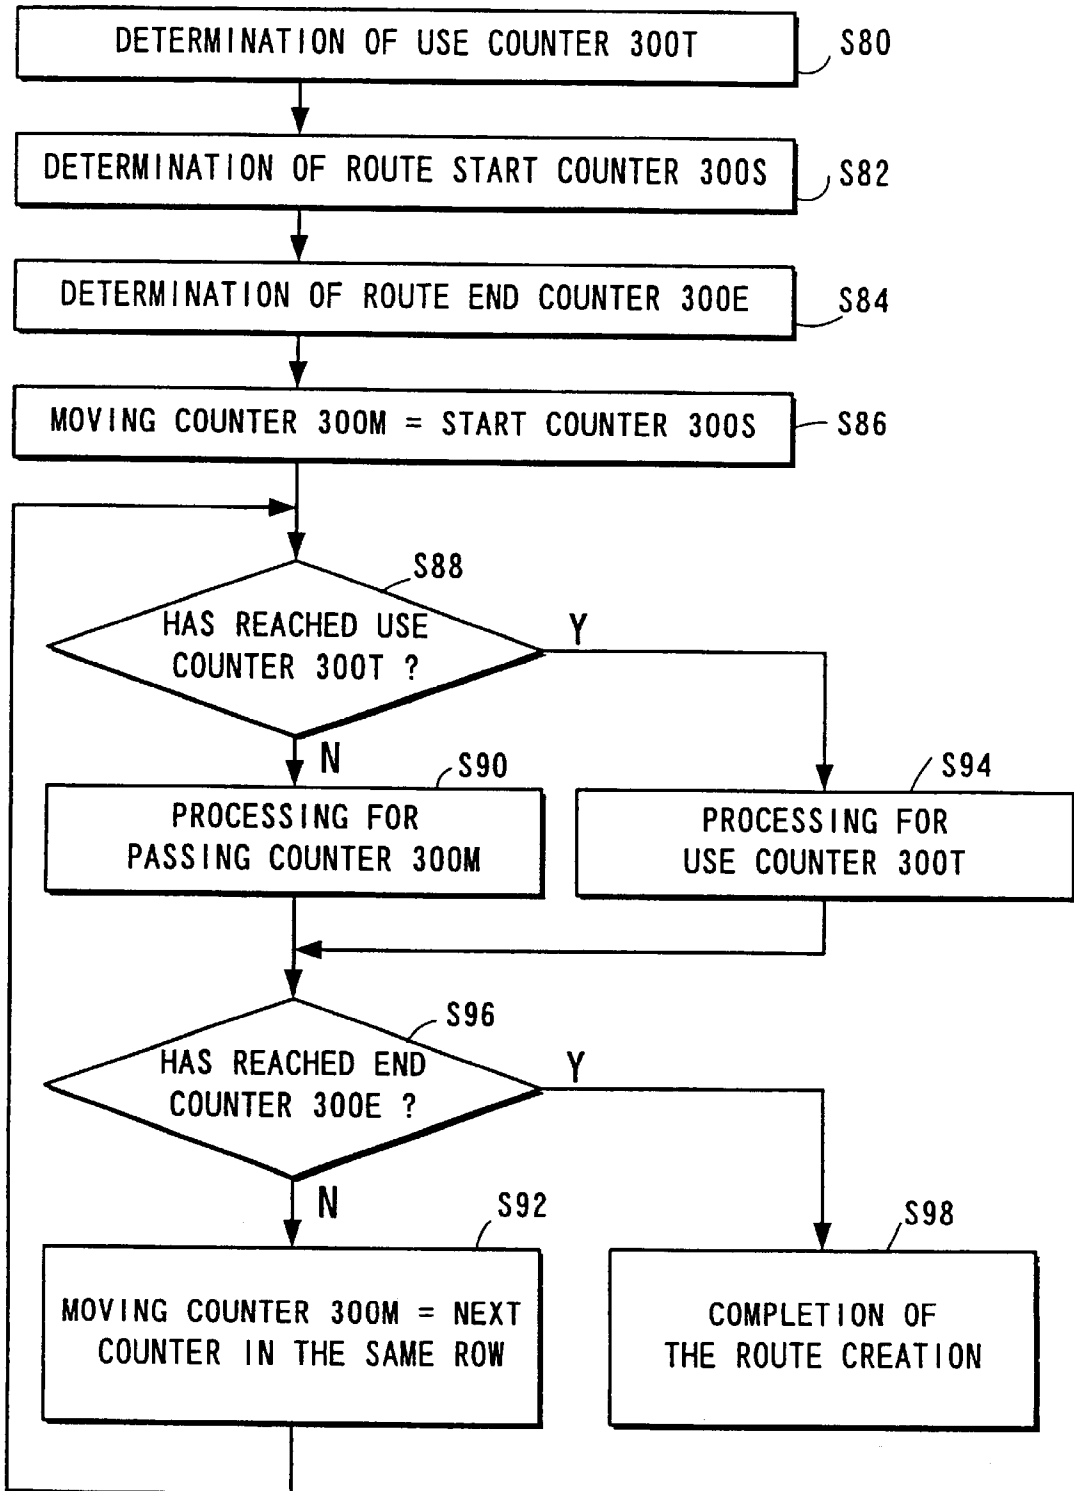 DETERMINATION OF USE COUNTER 300T
S80
DETERMINATION OF ROUTE START COUNTER 300S
S82
DETERMINATION OF ROUTE END COUNTER 300E
S84
MOVING COUNTER 300M = START COUNTER 300S
S86
S88
HAS REACHED USE
COUNTER 300T ?
Y
N
S90
PROCESSING FOR
PASSING COUNTER 300M
S94
PROCESSING FOR
USE COUNTER 300T
S96
HAS REACHED END
COUNTER 300E ?
Y
N
S92
MOVING COUNTER 300M = NEXT
COUNTER IN THE SAME ROW
S98
COMPLETION OF
THE ROUTE CREATION